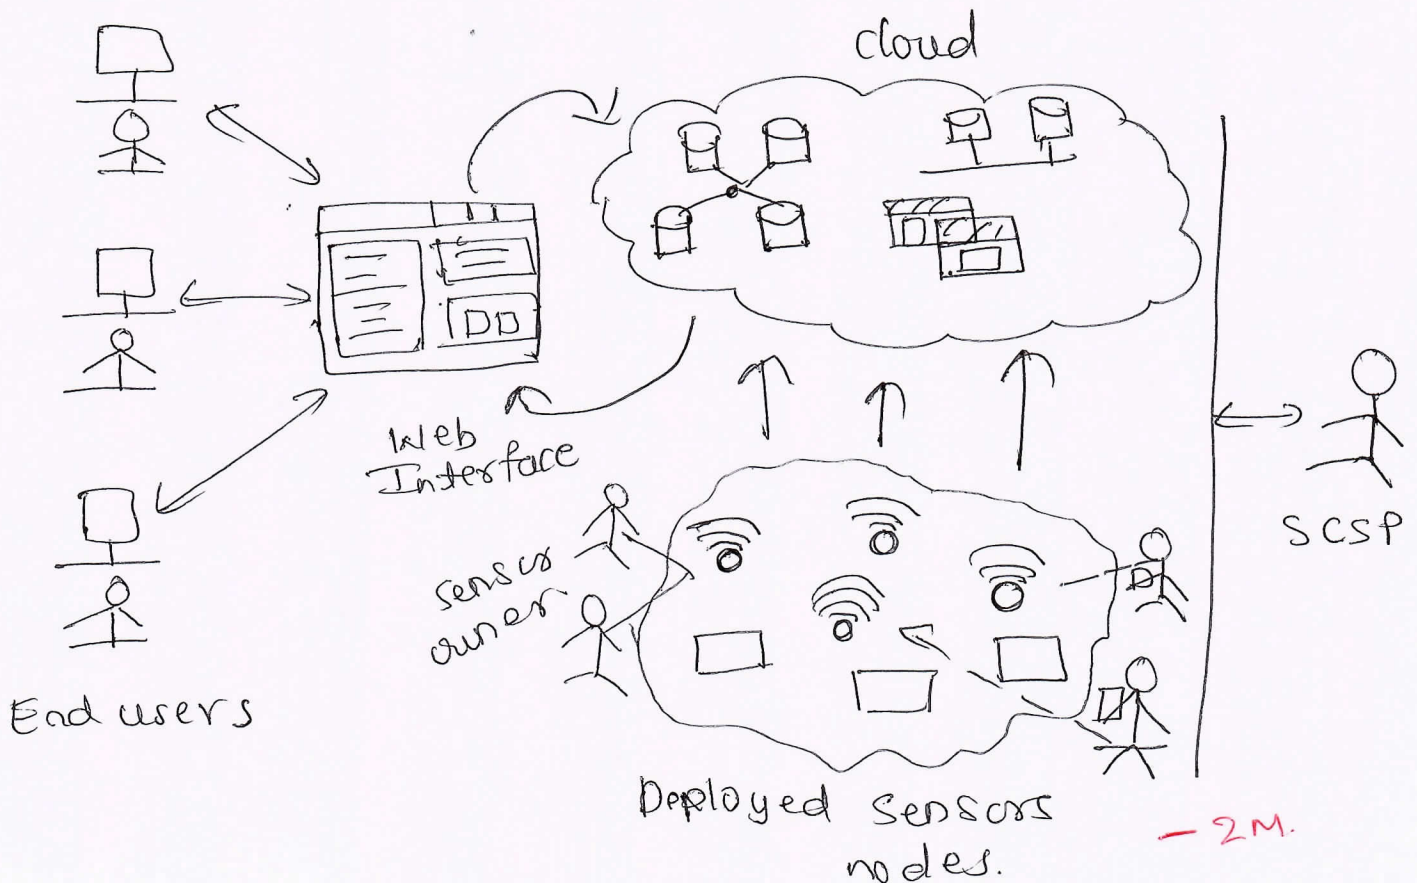 cloud
Web
Interface
SCSP
sensor
owner
End users
Deployed Sensors
nodes.
- 2M.